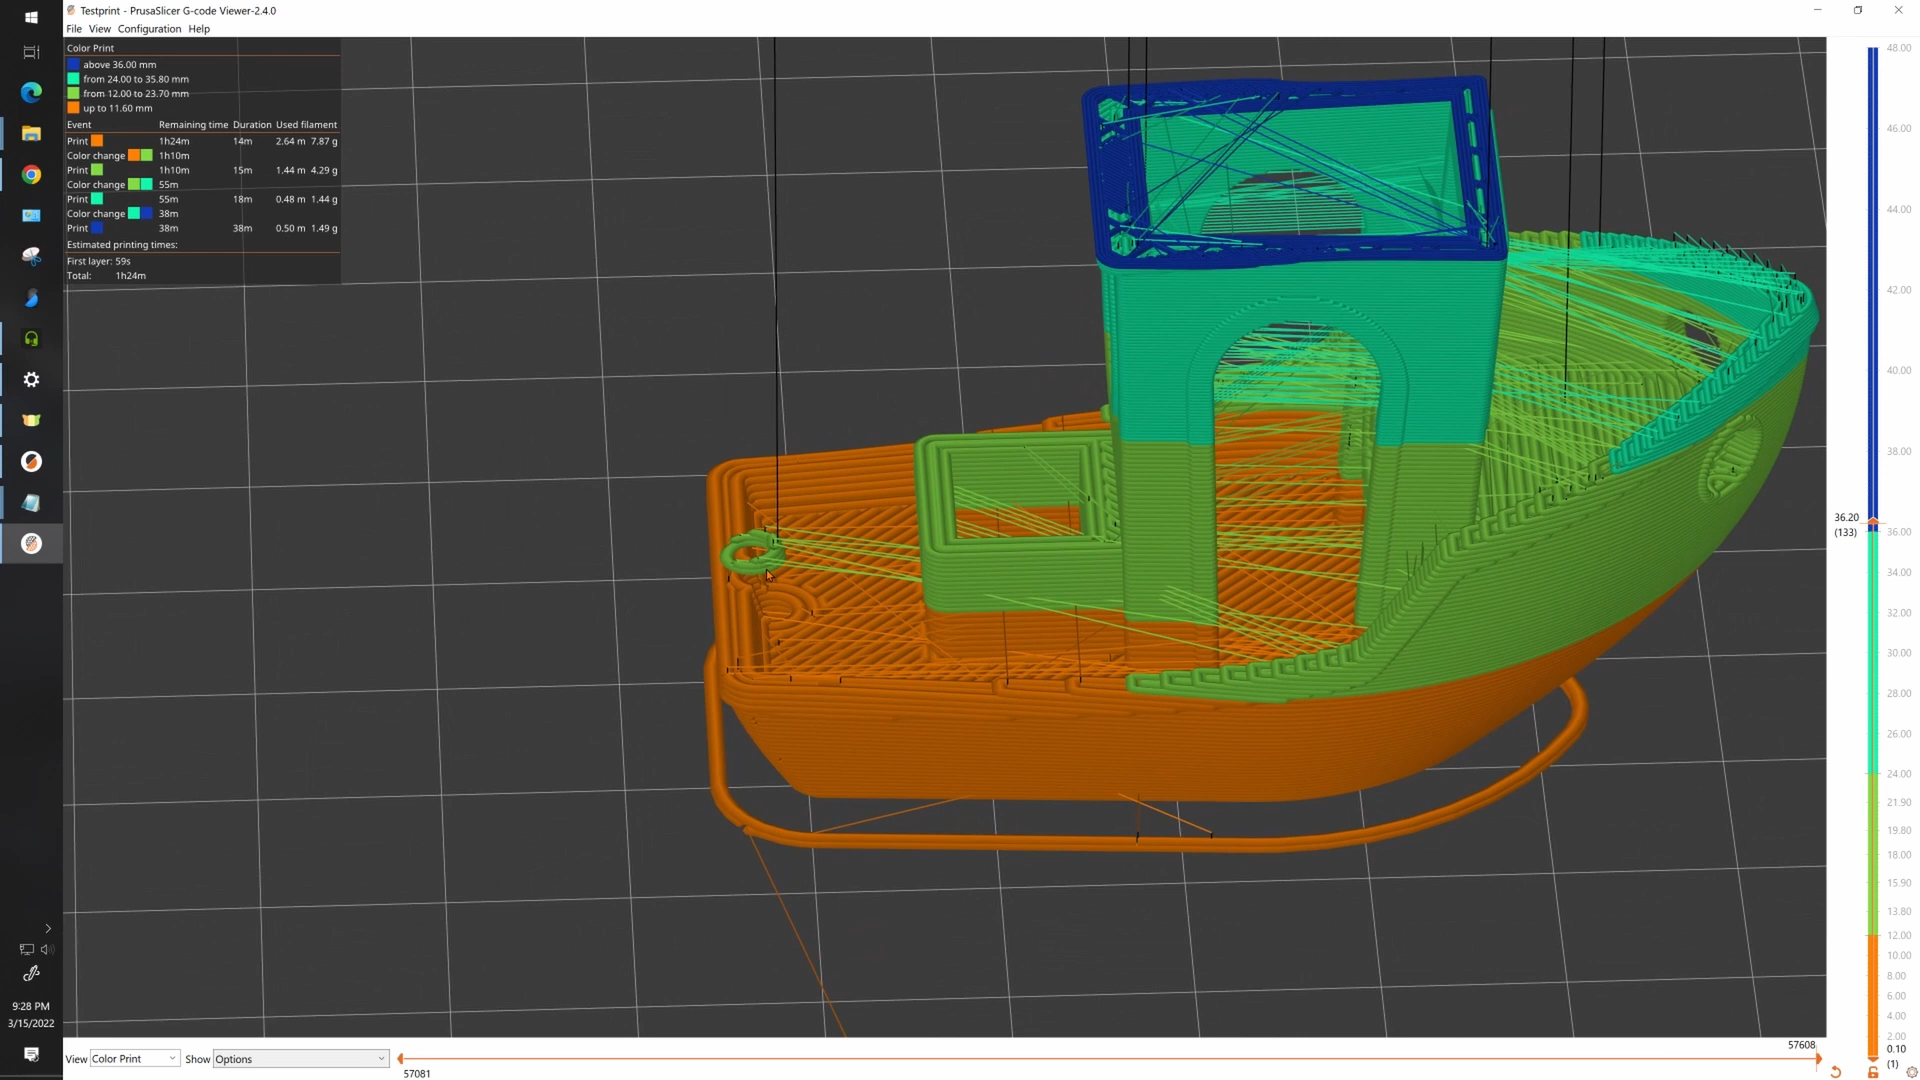 Testprint - PrusaSlicer G-code Viewer-2.4.0
File View Configuration Help
Color Print
above 36.00 mm
from 24.00 to 35.80 mm
from 12.00 to 23.70 mm
up to 11.60 mm
Event Remaining time Duration Used filament
Print 1h24m 14m 2.64 m 7.87 g
Color change 1h10m
Print 1h10m 15m 1.44 m 4.29 g
Color change 55m
Print 55m 18m 0.48 m 1.44 g
Color change 38m
Print 38m 38m 0.50 m 1.49 g
Estimated printing times:
First layer: 59s
Total: 1h24m
48.00
46.00
44.00
42.00
40.00
38.00
36.20
(133)
36.00
34.00
32.00
30.00
28.00
26.00
24.00
21.90
19.80
18.00
15.90
13.80
12.00
10.00
8.00
6.00
4.00
2.00
0.10
(1)
9:28 PM
3/15/2022
View Color Print Show Options
57608
57081